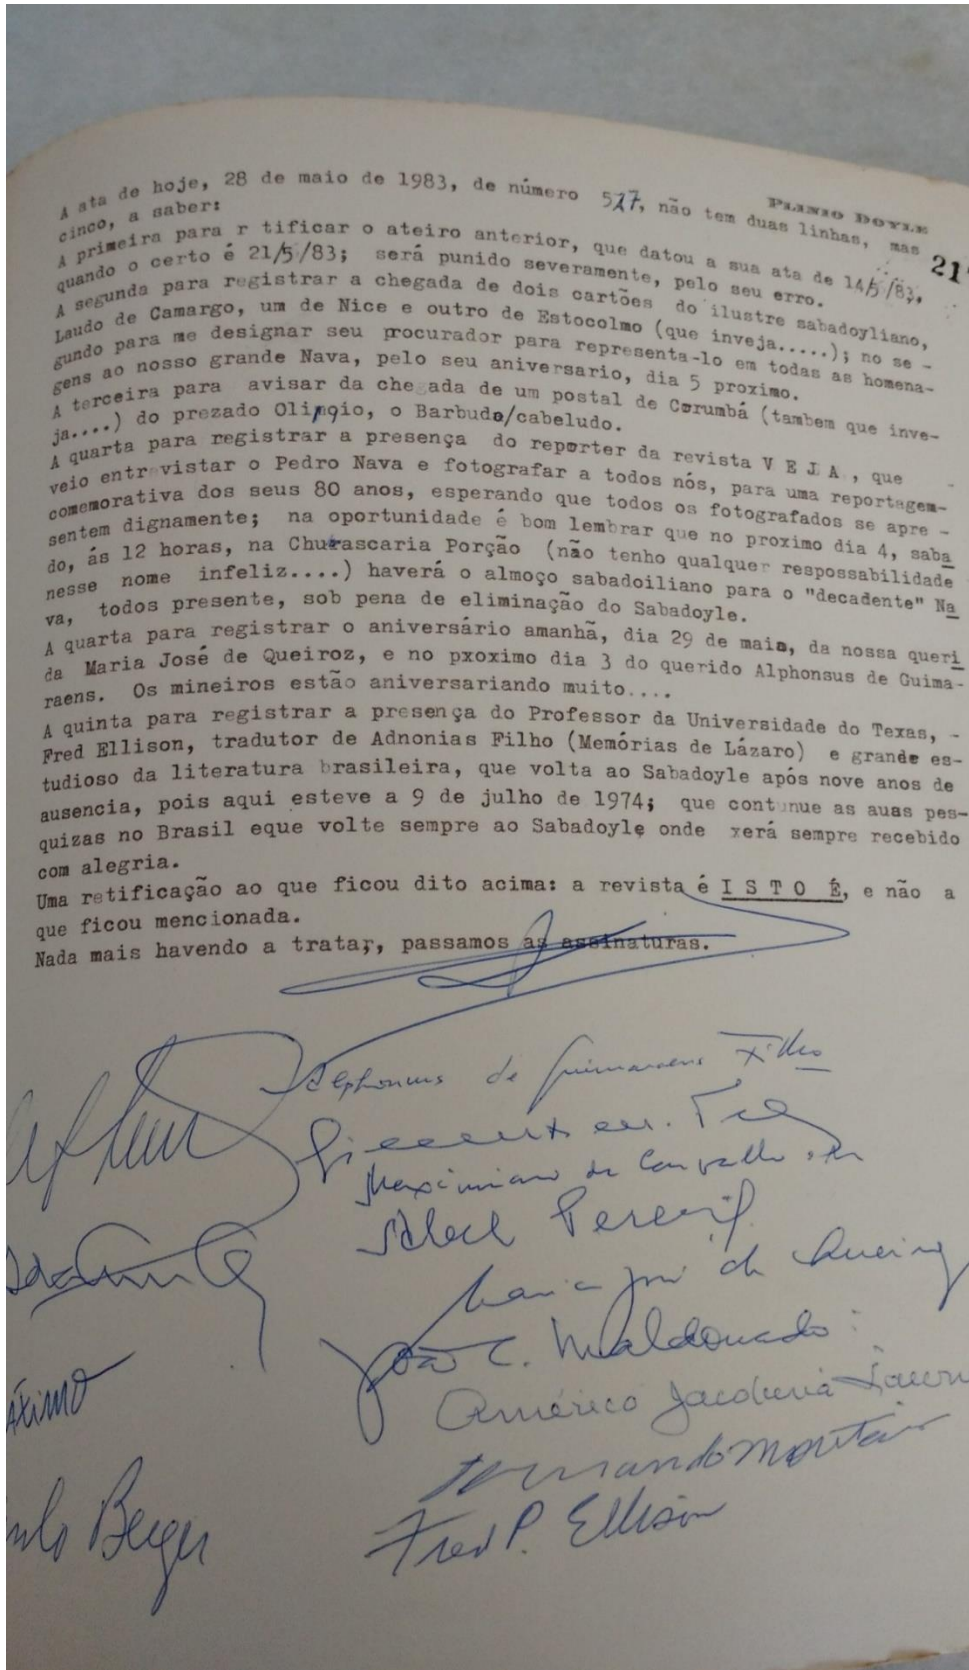 PLINIO DOYLE
21
A ata de hoje, 28 de maio de 1983, de número 527, não tem duas linhas, mas
cinco, a saber:
A primeira para r tificar o ateiro anterior, que datou a sua ata de 14/5/83,
quando o certo é 21/5/83; será punido severamente, pelo seu erro.
A segunda para registrar a chegada de dois cartões do ilustre sabadoyliano,
Laudo de Camargo, um de Nice e outro de Estocolmo (que inveja.....); no se -
gundo para me designar seu procurador para representa-lo em todas as homena-
gens ao nosso grande Nava, pelo seu aniversario, dia 5 proximo.
A terceira para avisar da chegada de um postal de Corumbá (tambem que inve-
ja....) do prezado Olimpio, o Barbudo/cabeludo.
A quarta para registrar a presença do reporter da revista V E J A , que
veio entrevistar o Pedro Nava e fotografar a todos nós, para uma reportagem-
comemorativa dos seus 80 anos, esperando que todos os fotografados se apre -
sentem dignamente; na oportunidade é bom lembrar que no proximo dia 4, saba
do, ás 12 horas, na Churascaria Porção (não tenho qualquer respossabilidade
nesse nome infeliz....) haverá o almoço sabadoiliano para o "decadente" Na
va, todos presente, sob pena de eliminação do Sabadoyle.
A quarta para registrar o aniversário amanhã, dia 29 de maio, da nossa queri
da Maria José de Queiroz, e no pxoximo dia 3 do querido Alphonsus de Guima-
raens. Os mineiros estão aniversariando muito....
A quinta para registrar a presença do Professor da Universidade do Texas, -
Fred Ellison, tradutor de Adnonias Filho (Memórias de Lázaro) e grande es-
tudioso da literatura brasileira, que volta ao Sabadoyle após nove anos de
ausencia, pois aqui esteve a 9 de julho de 1974; que contunue as auas pes-
quizas no Brasil eque volte sempre ao Sabadoyle onde xerá sempre recebido
com alegria.
Uma retificação ao que ficou dito acima: a revista é I S T O É, e não a
que ficou mencionada.
Nada mais havendo a tratar, passamos as assinaturas.
Alphonsus de Guimaraens Filho
Maximiano de Carvalho
Maria José de Queiroz
João C. Maldonado
Américo Jacobina
Fernando Monteiro
Berger
Fred P. Ellison